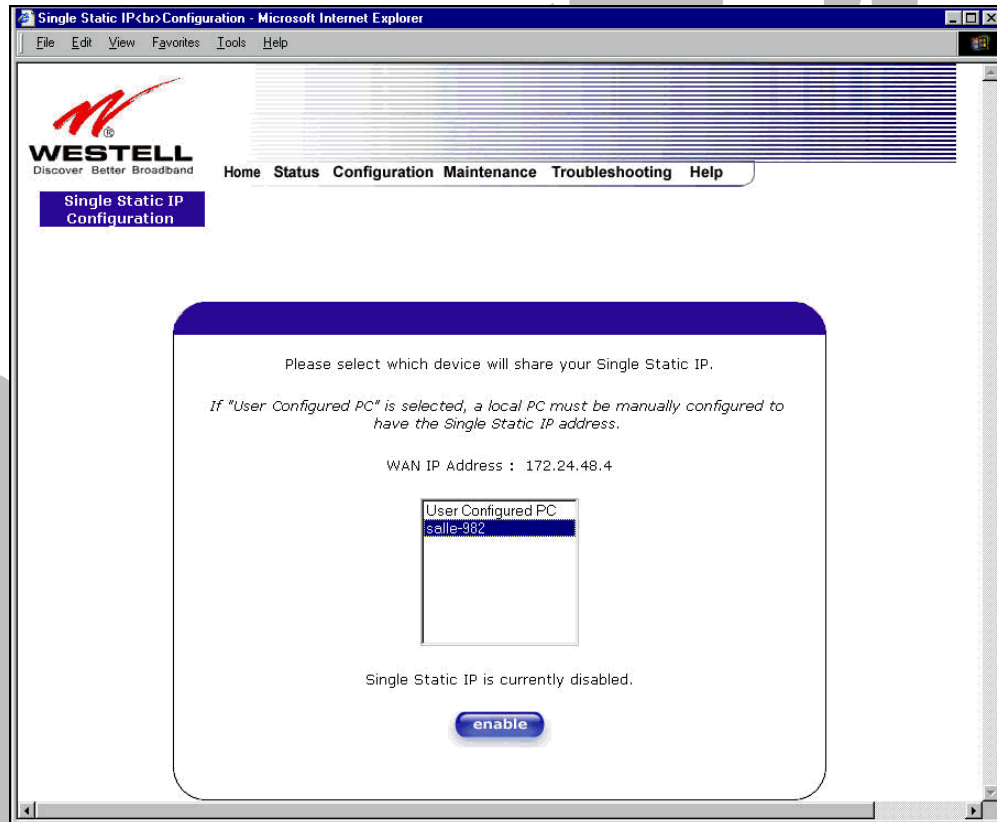 Single Static IP<br>Configuration - Microsoft Internet Explorer
File Edit View Favorites Tools Help
WESTELL
®
Discover Better Broadband
Home Status Configuration Maintenance Troubleshooting Help
Single Static IP
Configuration
Please select which device will share your Single Static IP.
If "User Configured PC" is selected, a local PC must be manually configured to
have the Single Static IP address.
WAN IP Address : 172.24.48.4
User Configured PC
salle-982
Single Static IP is currently disabled.
enable